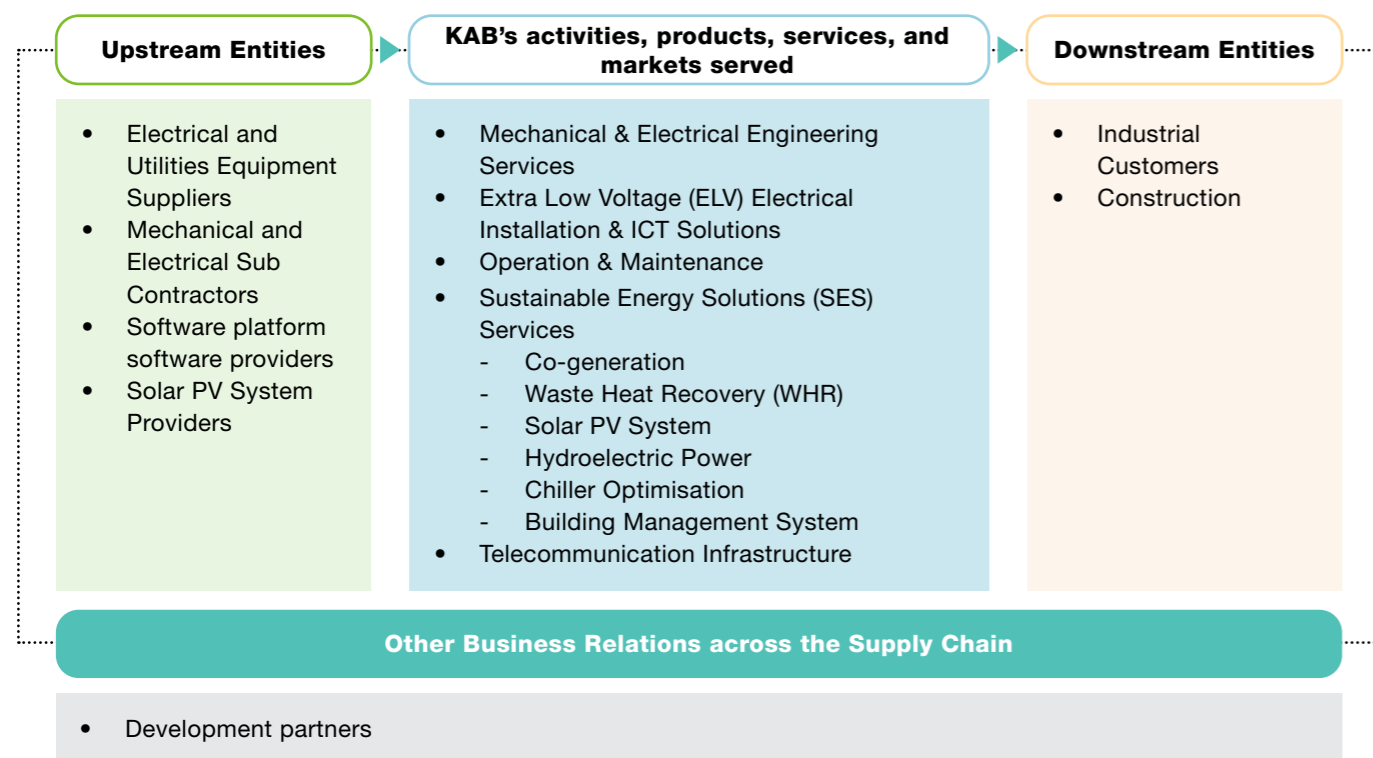 Upstream Entities
KAB’s activities, products, services, and
markets served
Downstream Entities
• Electrical and
Utilities Equipment
Suppliers
• Mechanical and
Electrical Sub
Contractors
• Software platform
software providers
• Solar PV System
Providers
• Mechanical & Electrical Engineering
Services
• Extra Low Voltage (ELV) Electrical
Installation & ICT Solutions
• Operation & Maintenance
• Sustainable Energy Solutions (SES)
Services
- Co-generation
- Waste Heat Recovery (WHR)
- Solar PV System
- Hydroelectric Power
- Chiller Optimisation
- Building Management System
• Telecommunication Infrastructure
• Industrial
Customers
• Construction
Other Business Relations across the Supply Chain
• Development partners